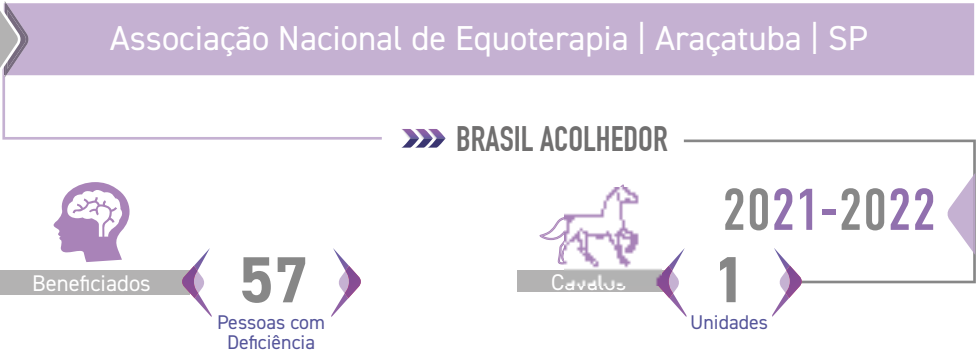 Associação Nacional de Equoterapia | Araçatuba | SP
BRASIL ACOLHEDOR
2021-2022
Beneficiados
57
Pessoas com
Deficiência
Cavalos
1
Unidades